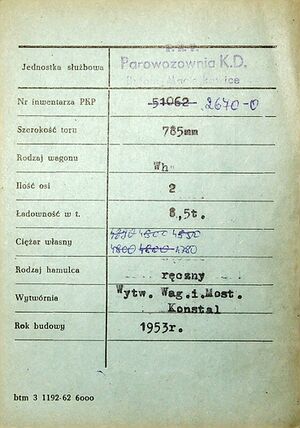 P.K.P.
Jednostka służbowa Parowozownia K.D.
Nr inwentarza PKP 51062 2670-0
Szerokość toru 785mm
Rodzaj wagonu Wh
Ilość osi 2
Ładowność w t. 8,5t.
Ciężar własny
Rodzaj hamulca ręczny
Wytwórnia Wytw. Wag.i.Most.
Konstal
Rok budowy 1953r.
btm 3 1192-62 6000